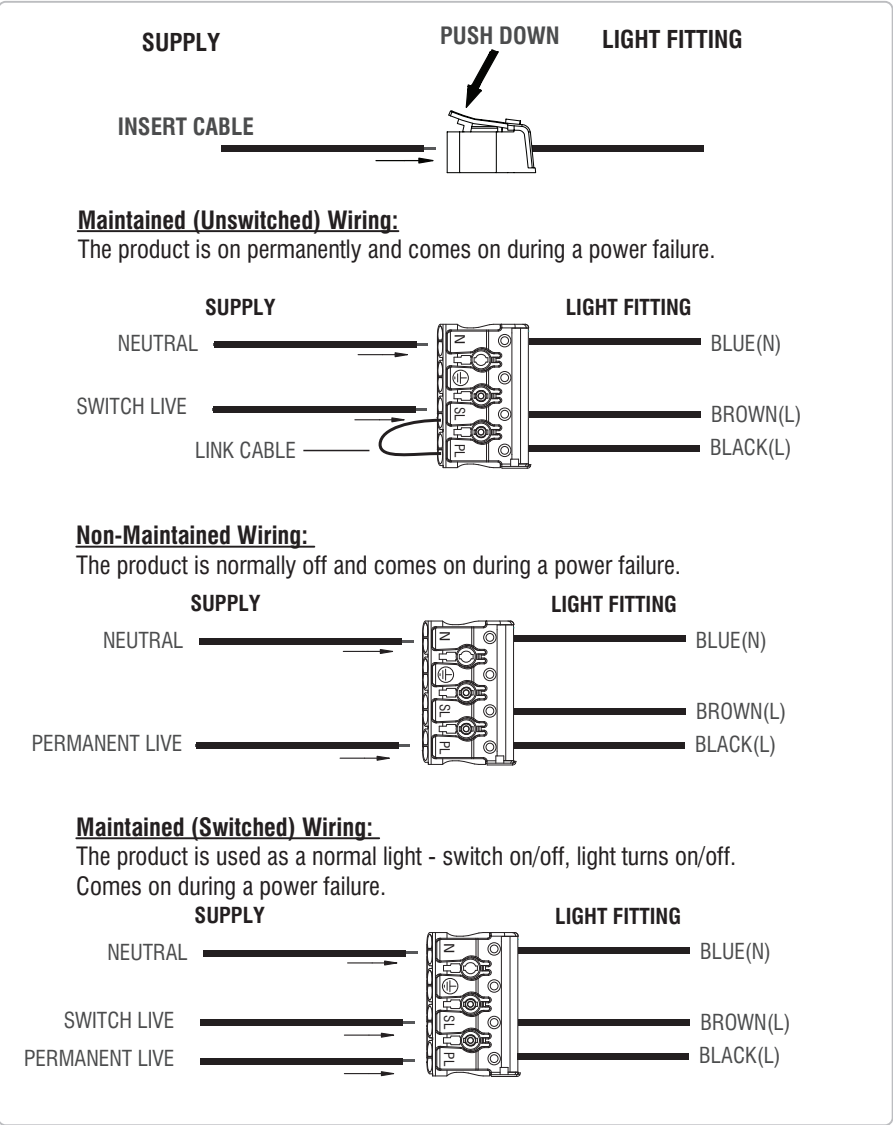 SUPPLY PUSH DOWN LIGHT FITTING
INSERT CABLE
Maintained (Unswitched) Wiring:
The product is on permanently and comes on during a power failure.
SUPPLY LIGHT FITTING
NEUTRAL N BLUE(N)
SWITCH LIVE SL BROWN(L)
LINK CABLE PL BLACK(L)
Non-Maintained Wiring:
The product is normally off and comes on during a power failure.
SUPPLY LIGHT FITTING
NEUTRAL N BLUE(N)
SL BROWN(L)
PERMANENT LIVE PL BLACK(L)
Maintained (Switched) Wiring:
The product is used as a normal light - switch on/off, light turns on/off.
Comes on during a power failure.
SUPPLY LIGHT FITTING
NEUTRAL N BLUE(N)
SWITCH LIVE SL BROWN(L)
PERMANENT LIVE PL BLACK(L)